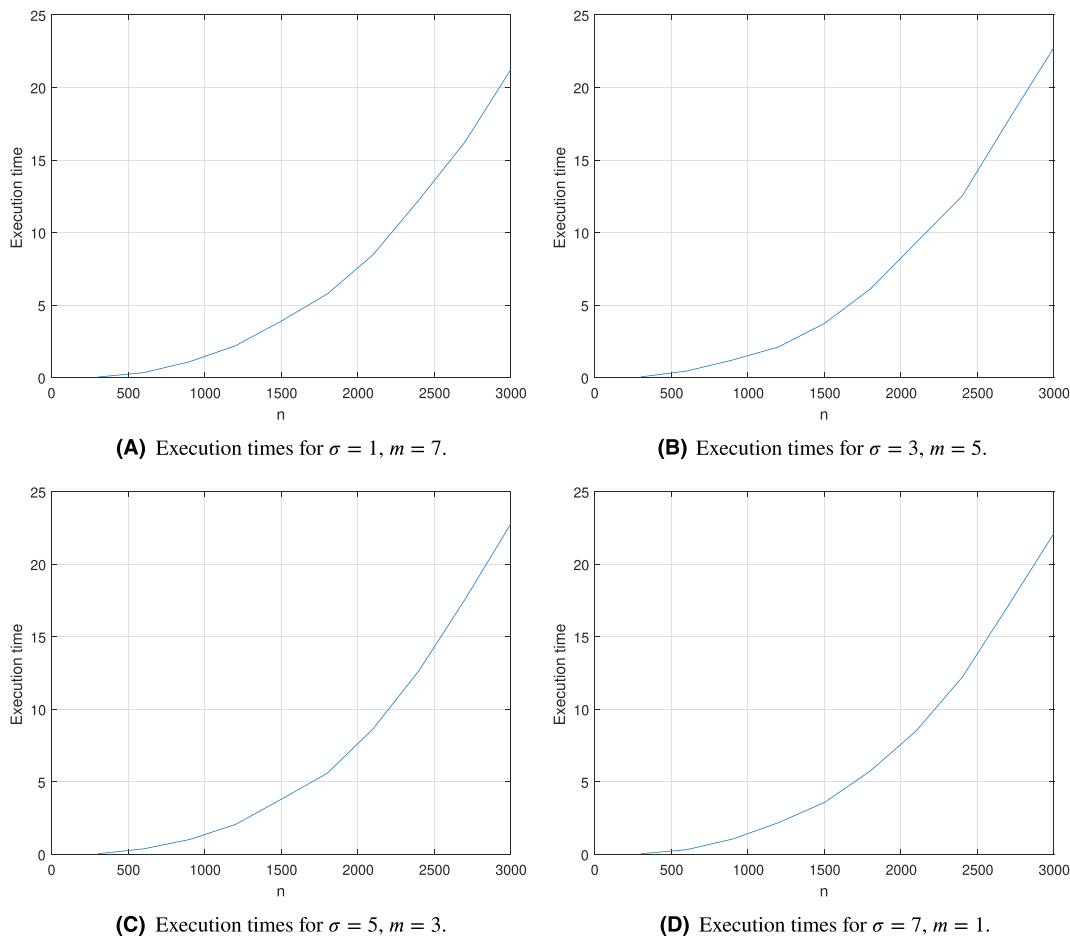 25
20
15
10
5
0
Execution time
0 500 1000 1500 2000 2500 3000
n
(A) Execution times for σ = 1, m = 7.
25
20
15
10
5
0
Execution time
0 500 1000 1500 2000 2500 3000
n
(B) Execution times for σ = 3, m = 5.
25
20
15
10
5
0
Execution time
0 500 1000 1500 2000 2500 3000
n
(C) Execution times for σ = 5, m = 3.
25
20
15
10
5
0
Execution time
0 500 1000 1500 2000 2500 3000
n
(D) Execution times for σ = 7, m = 1.